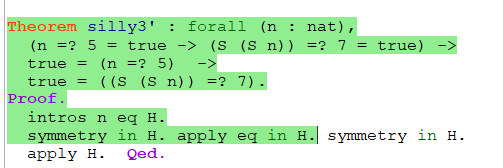 Theorem silly3' : forall (n : nat),
(n =? 5 = true -> (S (S n)) =? 7 = true) ->
true = (n =? 5)  ->
true = ((S (S n)) =? 7).
Proof.
intros n eq H.
symmetry in H. apply eq in H. symmetry in H.
apply H.  Qed.